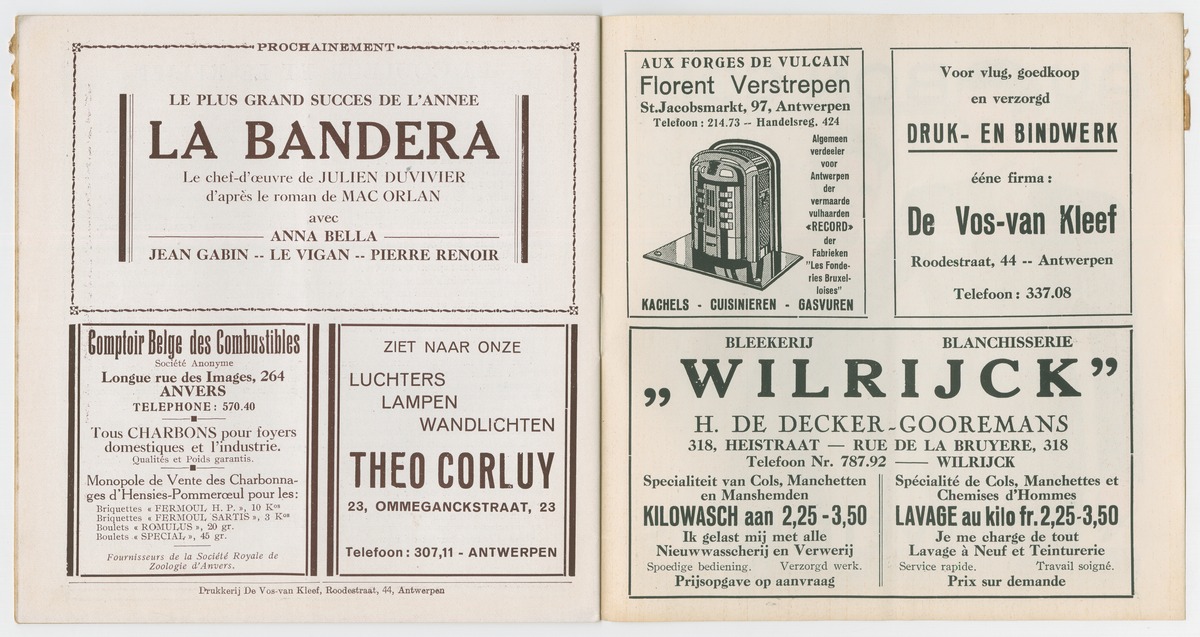 PROCHAINEMENT
LE PLUS GRAND SUCCES DE L'ANNEE
LA BANDERA
Le chef-d'œuvre de JULIEN DUVIVIER
d'après le roman de MAC ORLAN
avec
ANNA BELLA
JEAN GABIN -- LE VIGAN -- PIERRE RENOIR
Comptoir Belge des Combustibles
Société Anonyme
Longue rue des Images, 264
ANVERS
TELEPHONE: 570.40
Tous CHARBONS pour foyers
domestiques et l'industrie.
Qualités et Poids garantis.
Monopole de Vente des Charbonna-
ges d'Hensies-Pommerœul pour les:
Briquettes « FERMOUL H. P. », 10 Kos
Briquettes « FERMOUL SARTIS », 3 Kos
Boulets « ROMULUS », 20 gr.
Boulets « SPECIAL », 45 gr.
Fournisseurs de la Société Royale de
Zoologie d'Anvers.
ZIET NAAR ONZE
LUCHTERS
LAMPEN
WANDLICHTEN
THEO CORLUY
23, OMMEGANCKSTRAAT, 23
Telefoon: 307,11 - ANTWERPEN
Drukkerij De Vos-van Kleef, Roodestraat, 44, Antwerpen
AUX FORGES DE VULCAIN
Florent Verstrepen
St.Jacobsmarkt, 97, Antwerpen
Telefoon: 214.73 -- Handelsreg. 424
Algemeen
verdeeler
voor
Antwerpen
der
vermaarde
vulhaarden
«RECORD»
der
Fabrieken
"Les Fonde-
ries Bruxel-
loises"
KACHELS - CUISINIEREN - GASVUREN
Voor vlug, goedkoop
en verzorgd
DRUK- EN BINDWERK
ééne firma:
De Vos-van Kleef
Roodestraat, 44 -- Antwerpen
Telefoon: 337.08
BLEEKERIJ BLANCHISSERIE
„WILRIJCK”
H. DE DECKER-GOOREMANS
318, HEISTRAAT — RUE DE LA BRUYERE, 318
Telefoon Nr. 787.92 — WILRIJCK
Specialiteit van Cols, Manchetten
en Manshemden
KILOWASCH aan 2,25-3,50
Ik gelast mij met alle
Nieuwwasscherij en Verwerij
Spoedige bediening. Verzorgd werk.
Prijsopgave op aanvraag
Spécialité de Cols, Manchettes et
Chemises d'Hommes
LAVAGE au kilo fr. 2,25-3,50
Je me charge de tout
Lavage à Neuf et Teinturerie
Service rapide. Travail soigné.
Prix sur demande